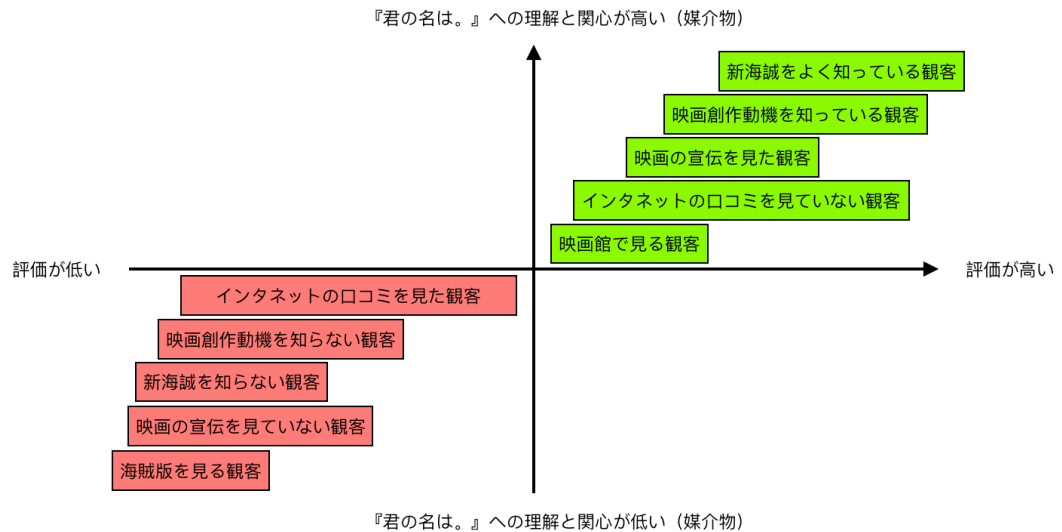 『君の名は。』への理解と関心が高い（媒介物）
新海誠をよく知っている観客
映画創作動機を知っている観客
映画の宣伝を見た観客
インタネットの口コミを見ていない観客
映画館で見る観客
評価が低い
評価が高い
インタネットの口コミを見た観客
映画創作動機を知らない観客
新海誠を知らない観客
映画の宣伝を見ていない観客
海賊版を見る観客
『君の名は。』への理解と関心が低い（媒介物）